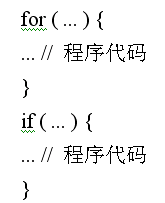 for ( ... ) {
... //  程序代码
}
if ( ... ) {
... //  程序代码
}